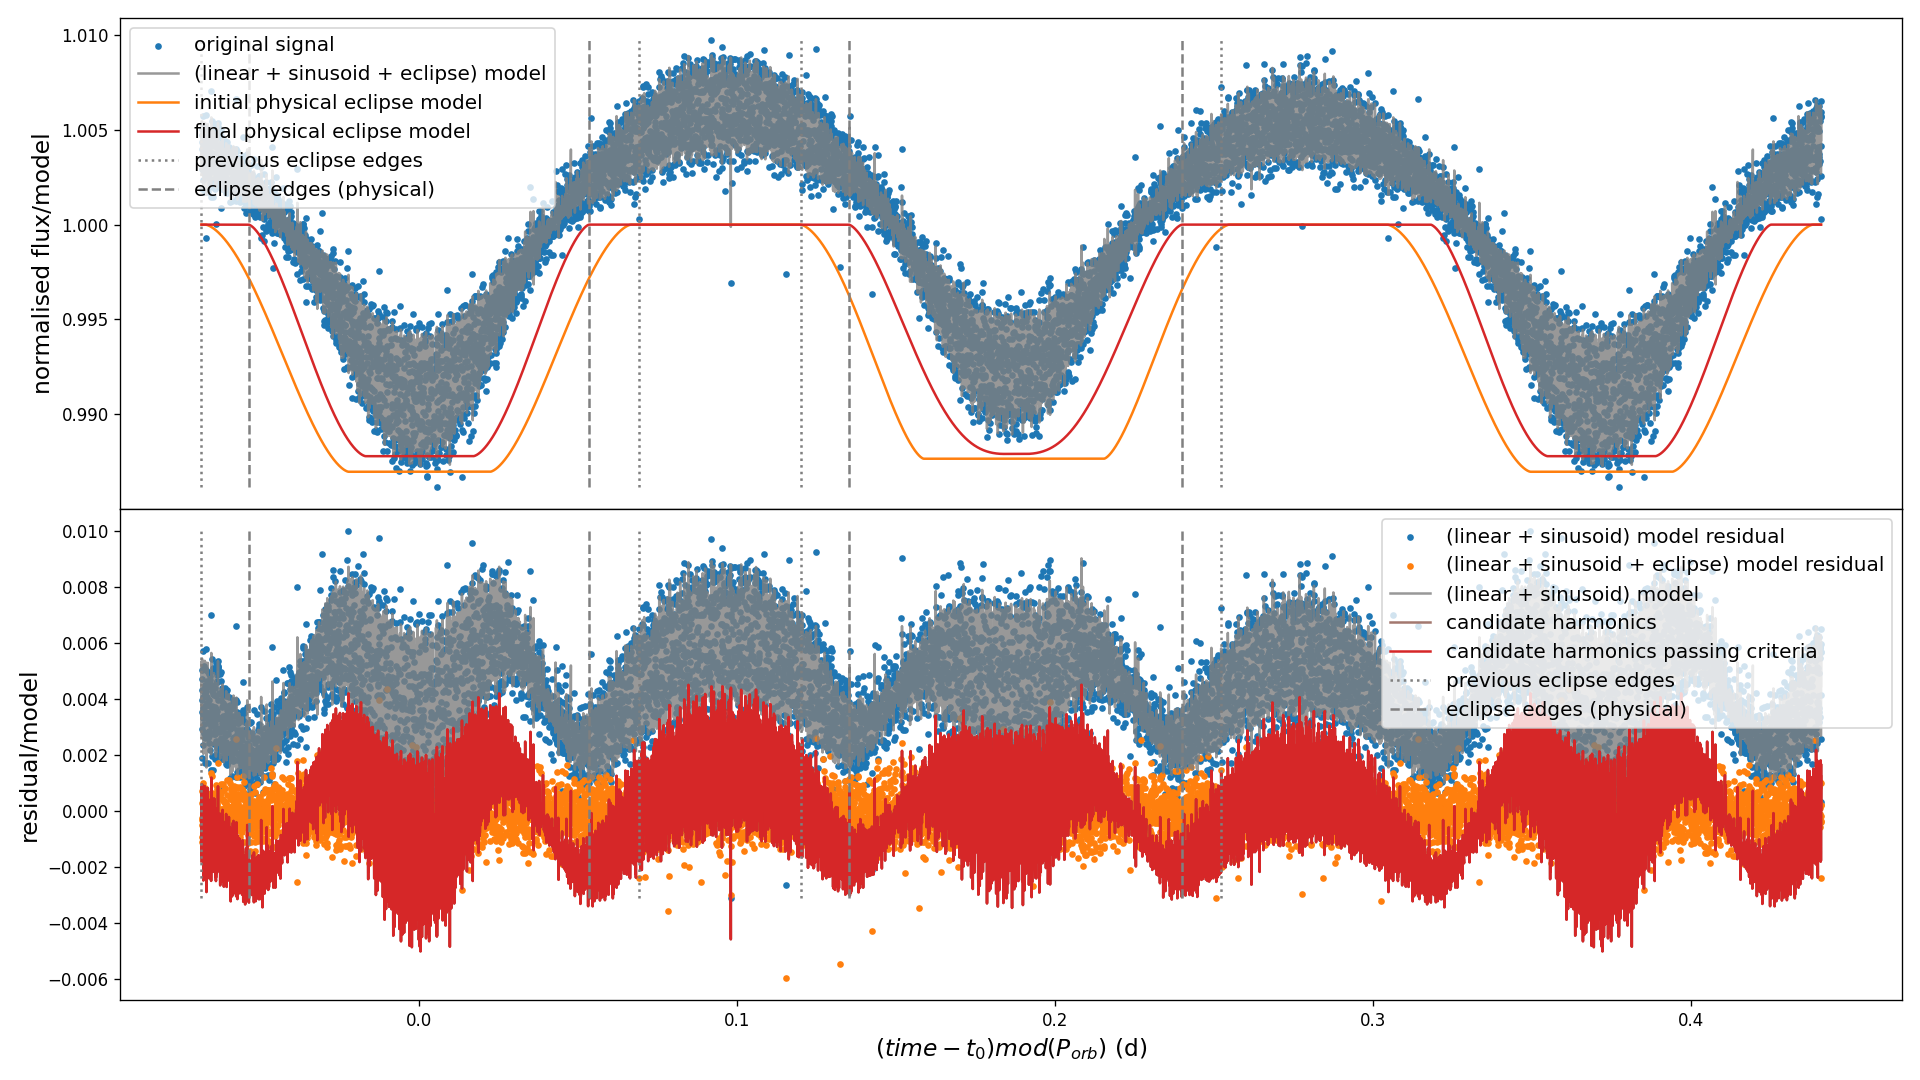 normalised flux/model
1.010
1.005
1.000
0.995
0.990
original signal
(linear + sinusoid + eclipse) model
initial physical eclipse model
final physical eclipse model
previous eclipse edges
eclipse edges (physical)
residual/model
0.010
0.008
0.006
0.004
0.002
0.000
−0.002
−0.004
−0.006
(linear + sinusoid) model residual
(linear + sinusoid + eclipse) model residual
(linear + sinusoid) model
candidate harmonics
candidate harmonics passing criteria
previous eclipse edges
eclipse edges (physical)
0.0 0.1 0.2 0.3 0.4
(time − t₀)mod(P_orb) (d)